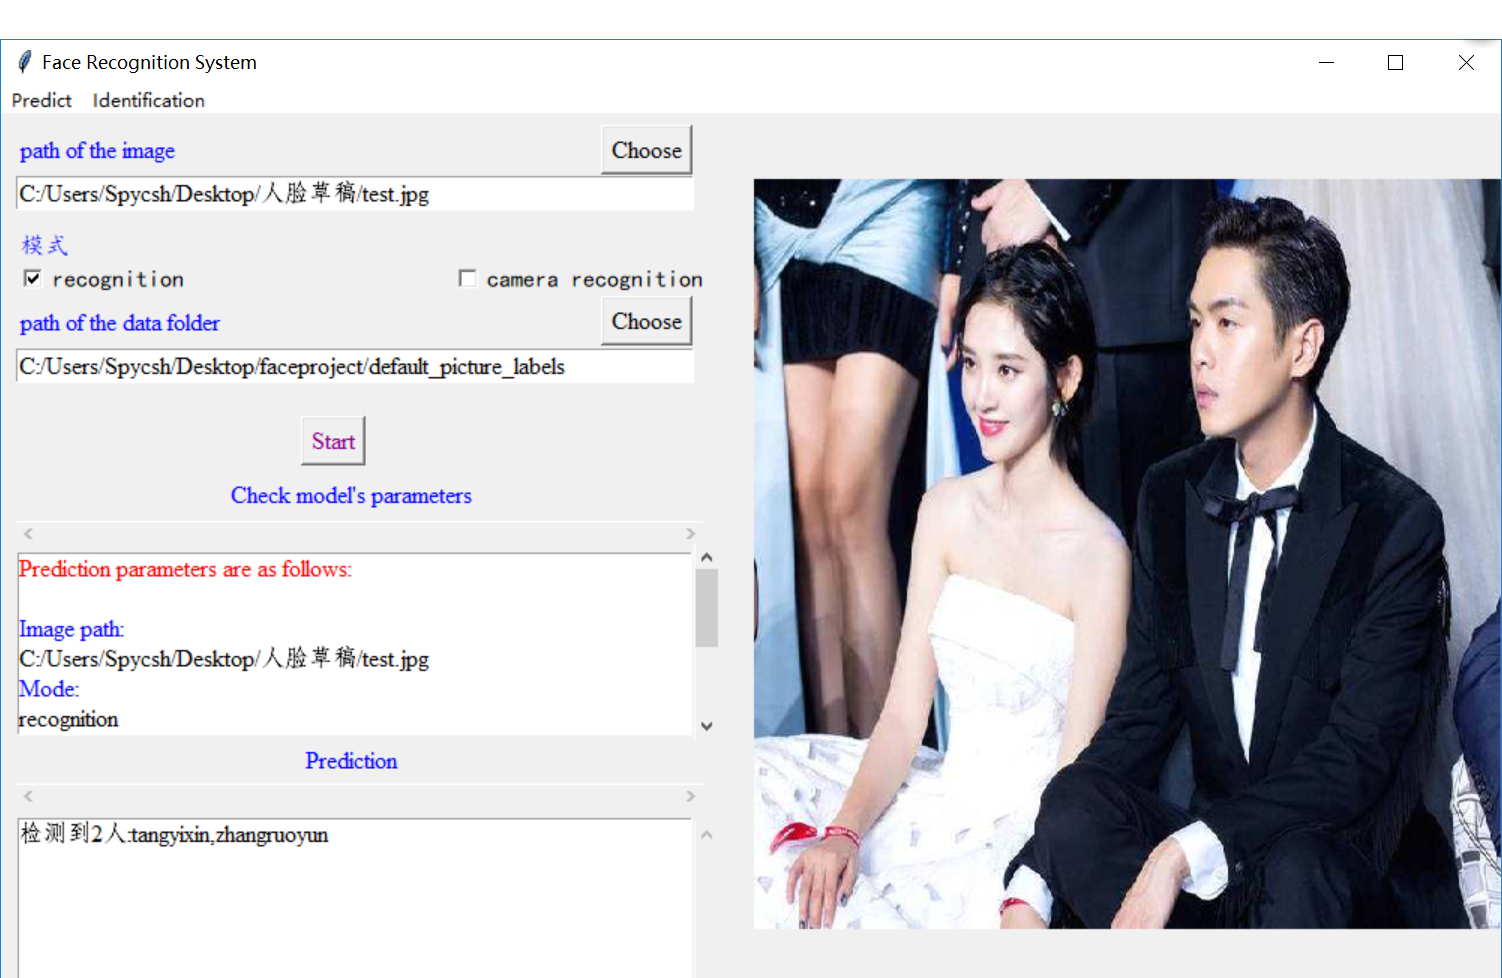 Face Recognition System
Predict Identification
path of the image
Choose
C:/Users/Spycsh/Desktop/人脸草稿/test.jpg
模式
recognition
camera recognition
path of the data folder
Choose
C:/Users/Spycsh/Desktop/faceproject/default_picture_labels
Start
Check model's parameters
Prediction parameters are as follows:
Image path:
C:/Users/Spycsh/Desktop/人脸草稿/test.jpg
Mode:
recognition
Prediction
检测到2人:tangyixin,zhangruoyun